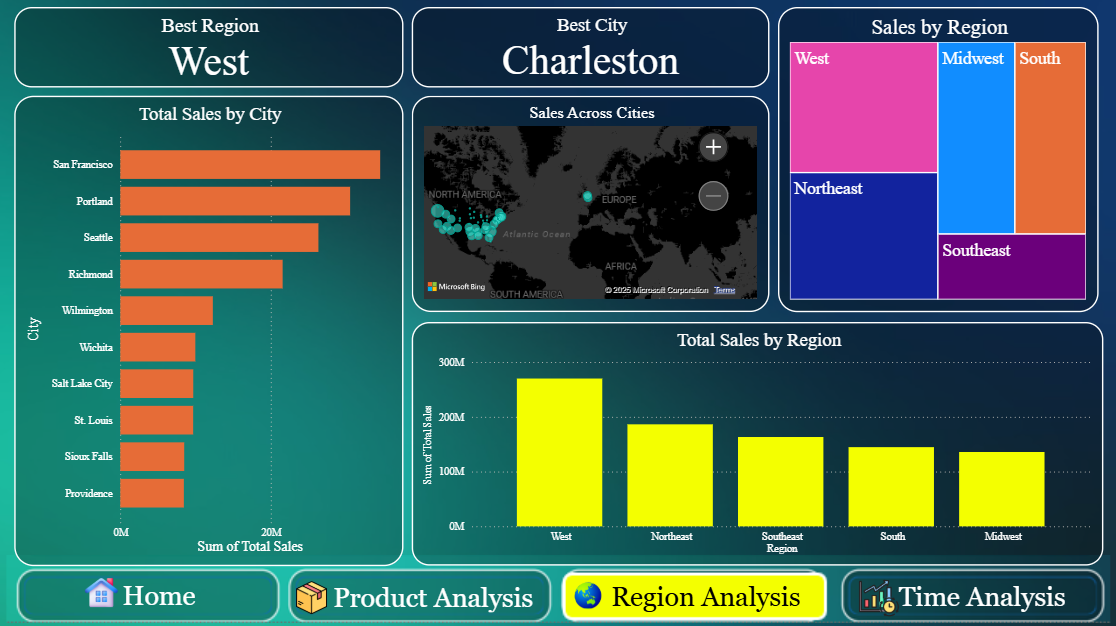 Best Region
West
Best City
Charleston
Sales by Region
West
Midwest
South
Northeast
Southeast
Total Sales by City
City
San Francisco
Portland
Seattle
Richmond
Wilmington
Wichita
Salt Lake City
St. Louis
Sioux Falls
Providence
0M
20M
Sum of Total Sales
Sales Across Cities
NORTH AMERICA
EUROPE
Atlantic Ocean
AFRICA
SOUTH AMERICA
Microsoft Bing
© 2025 Microsoft Corporation Terms
Total Sales by Region
Sum of Total Sales
300M
200M
100M
0M
West
Northeast
Southeast
South
Midwest
Region
Home
Product Analysis
Region Analysis
Time Analysis